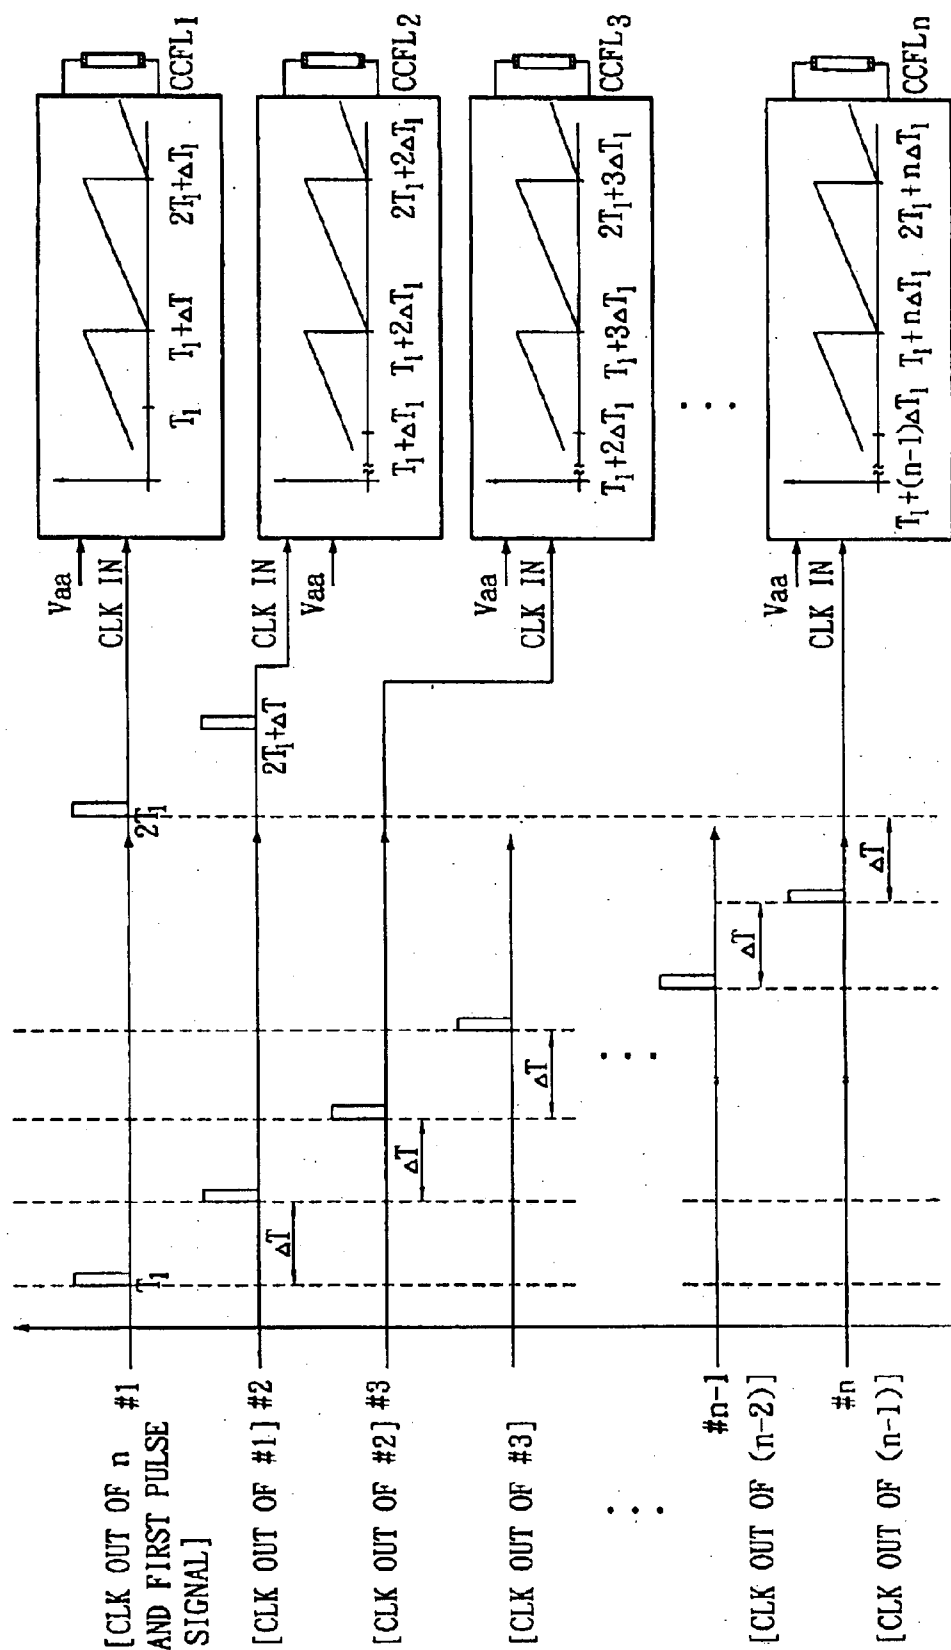 [CLK OUT OF n
AND FIRST PULSE
SIGNAL]
#1
T₁
2T₁
Vaa
CLK IN
T₁
T₁+ΔT
2T₁+ΔT₁
CCFL₁
[CLK OUT OF #1] #2
ΔT
2T₁+ΔT
CLK IN
Vaa
T₁+ΔT₁
T₁+2ΔT₁
2T₁+2ΔT₁
CCFL₂
[CLK OUT OF #2] #3
ΔT
Vaa
CLK IN
T₁+2ΔT₁
T₁+3ΔT₁
2T₁+3ΔT₁
CCFL₃
[CLK OUT OF #3]
ΔT
. . .
. . .
. . .
#n-1
[CLK OUT OF (n-2)]
ΔT
#n
[CLK OUT OF (n-1)]
ΔT
Vaa
CLK IN
T₁+(n-1)ΔT₁
T₁+nΔT₁
2T₁+nΔT₁
CCFLn